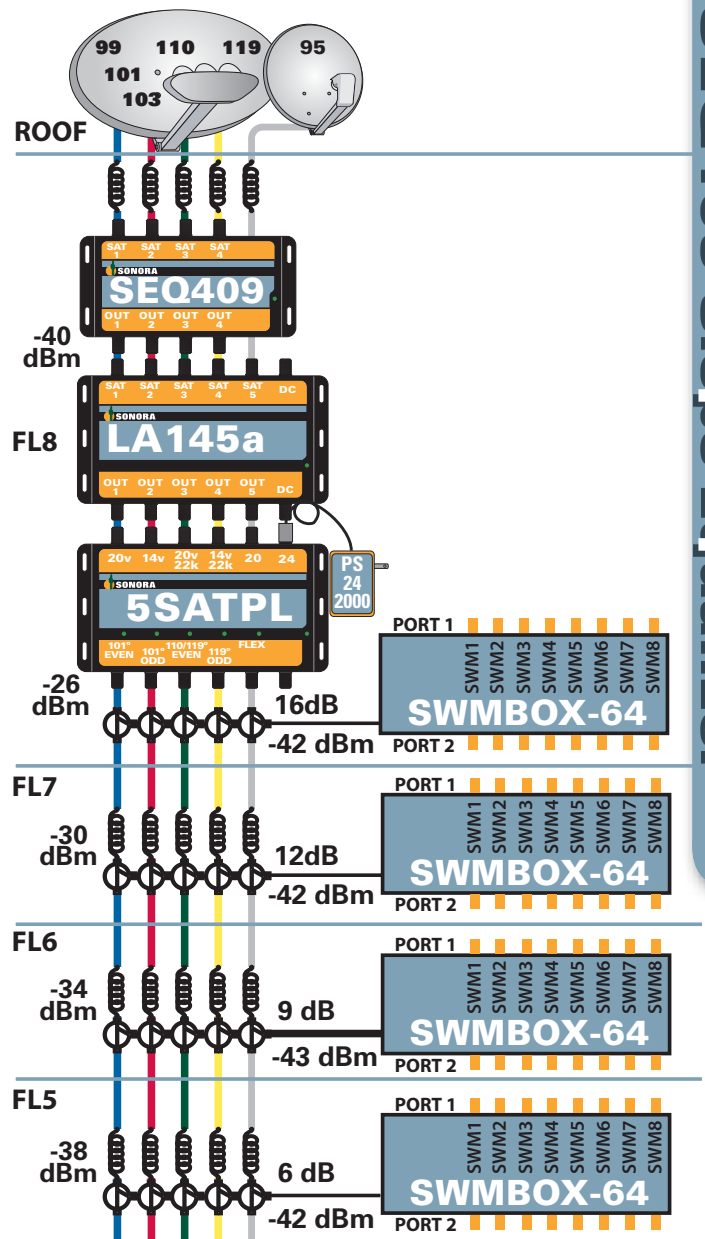 99 110 119 95
101
103
ROOF
SAT 1 SAT 2 SAT 3 SAT 4
SONORA
SEQ409
OUT 1 OUT 2 OUT 3 OUT 4
-40 dBm
SAT 1 SAT 2 SAT 3 SAT 4 SAT 5 DC
SONORA
FL8
LA145a
OUT 1 OUT 2 OUT 3 OUT 4 OUT 5 DC
20v 14v 20v 22k 14v 22k 20 24
SONORA
5SATPL
PS 24 2000
101° EVEN 101° ODD 110/119° EVEN 119° ODD FLEX
-26 dBm
16dB
-42 dBm
PORT 1
SWM1 SWM2 SWM3 SWM4 SWM5 SWM6 SWM7 SWM8
SWMBOX-64
PORT 2
FL7
-30 dBm
12dB
-42 dBm
PORT 1
SWM1 SWM2 SWM3 SWM4 SWM5 SWM6 SWM7 SWM8
SWMBOX-64
PORT 2
FL6
-34 dBm
9 dB
-43 dBm
PORT 1
SWM1 SWM2 SWM3 SWM4 SWM5 SWM6 SWM7 SWM8
SWMBOX-64
PORT 2
FL5
-38 dBm
6 dB
-42 dBm
PORT 1
SWM1 SWM2 SWM3 SWM4 SWM5 SWM6 SWM7 SWM8
SWMBOX-64
PORT 2